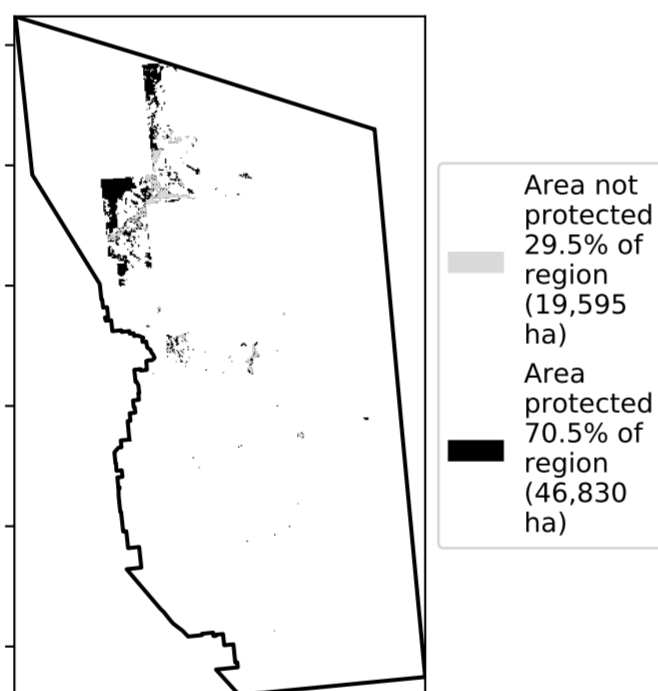 Area not
protected
29.5% of
region
(19,595
ha)
Area
protected
70.5% of
region
(46,830
ha)